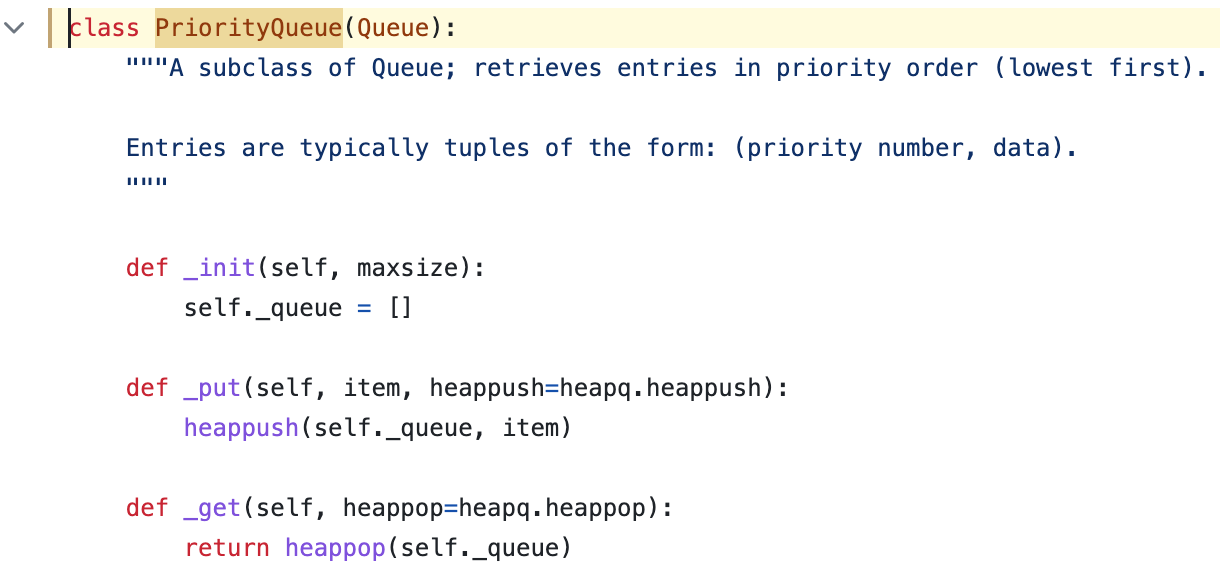 class PriorityQueue(Queue):
    """A subclass of Queue; retrieves entries in priority order (lowest first).

    Entries are typically tuples of the form: (priority number, data).
    """

    def _init(self, maxsize):
        self._queue = []

    def _put(self, item, heappush=heapq.heappush):
        heappush(self._queue, item)

    def _get(self, heappop=heapq.heappop):
        return heappop(self._queue)